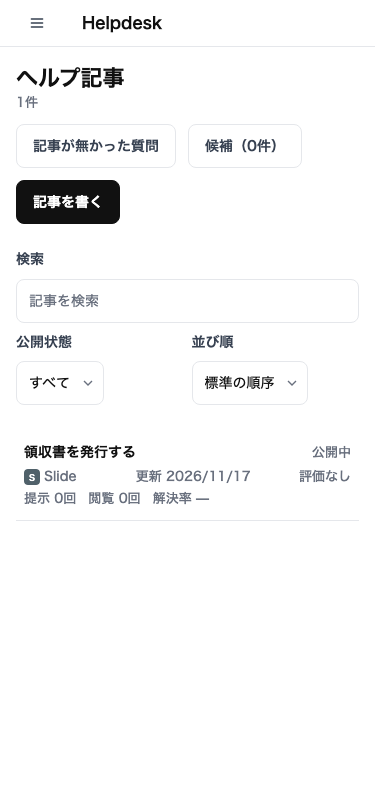 Helpdesk
ヘルプ記事
1件
記事が無かった質問 候補（0件）
記事を書く
検索
記事を検索
公開状態 並び順
すべて 標準の順序
領収書を発行する 公開中
S Slide 更新 2026/11/17 評価なし
提示 0回 閲覧 0回 解決率 —